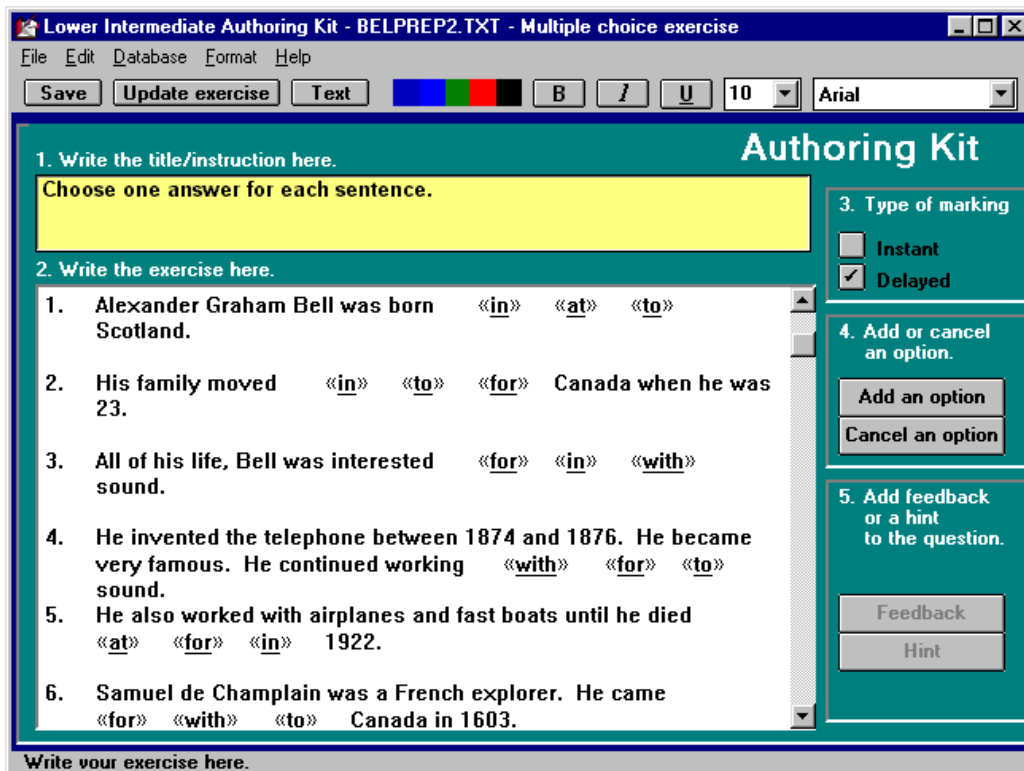 Lower Intermediate Authoring Kit - BELPREP2.TXT - Multiple choice exercise
File Edit Database Format Help
Save Update exercise Text B I U 10 Arial
Authoring Kit
1. Write the title/instruction here.
Choose one answer for each sentence.
2. Write the exercise here.
1. Alexander Graham Bell was born «in» «at» «to»
Scotland.
2. His family moved «in» «to» «for» Canada when he was
23.
3. All of his life, Bell was interested «for» «in» «with»
sound.
4. He invented the telephone between 1874 and 1876. He became
very famous. He continued working «with» «for» «to»
sound.
5. He also worked with airplanes and fast boats until he died
«at» «for» «in» 1922.
6. Samuel de Champlain was a French explorer. He came
«for» «with» «to» Canada in 1603.
3. Type of marking
Instant
Delayed
4. Add or cancel
an option.
Add an option
Cancel an option
5. Add feedback
or a hint
to the question.
Feedback
Hint
Write your exercise here.